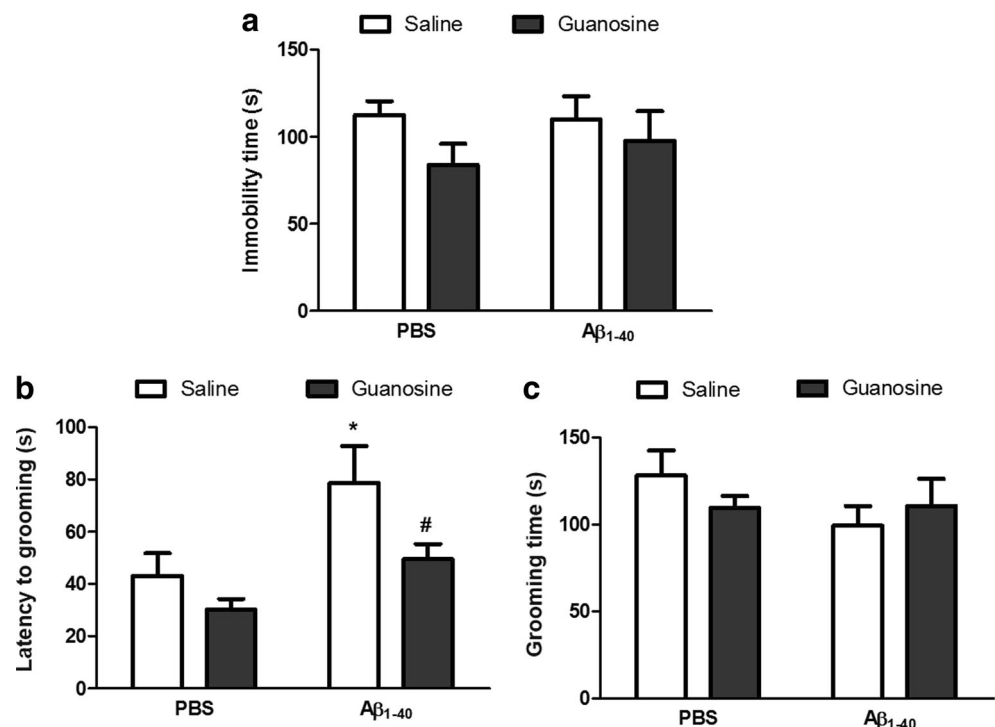 a
Saline Guanosine
Immobility time (s)
150
100
50
0
PBS Aβ1-40
b
Saline Guanosine
Latency to grooming (s)
100
80
60
40
20
0
*
#
PBS Aβ1-40
c
Saline Guanosine
Grooming time (s)
150
100
50
0
PBS Aβ1-40